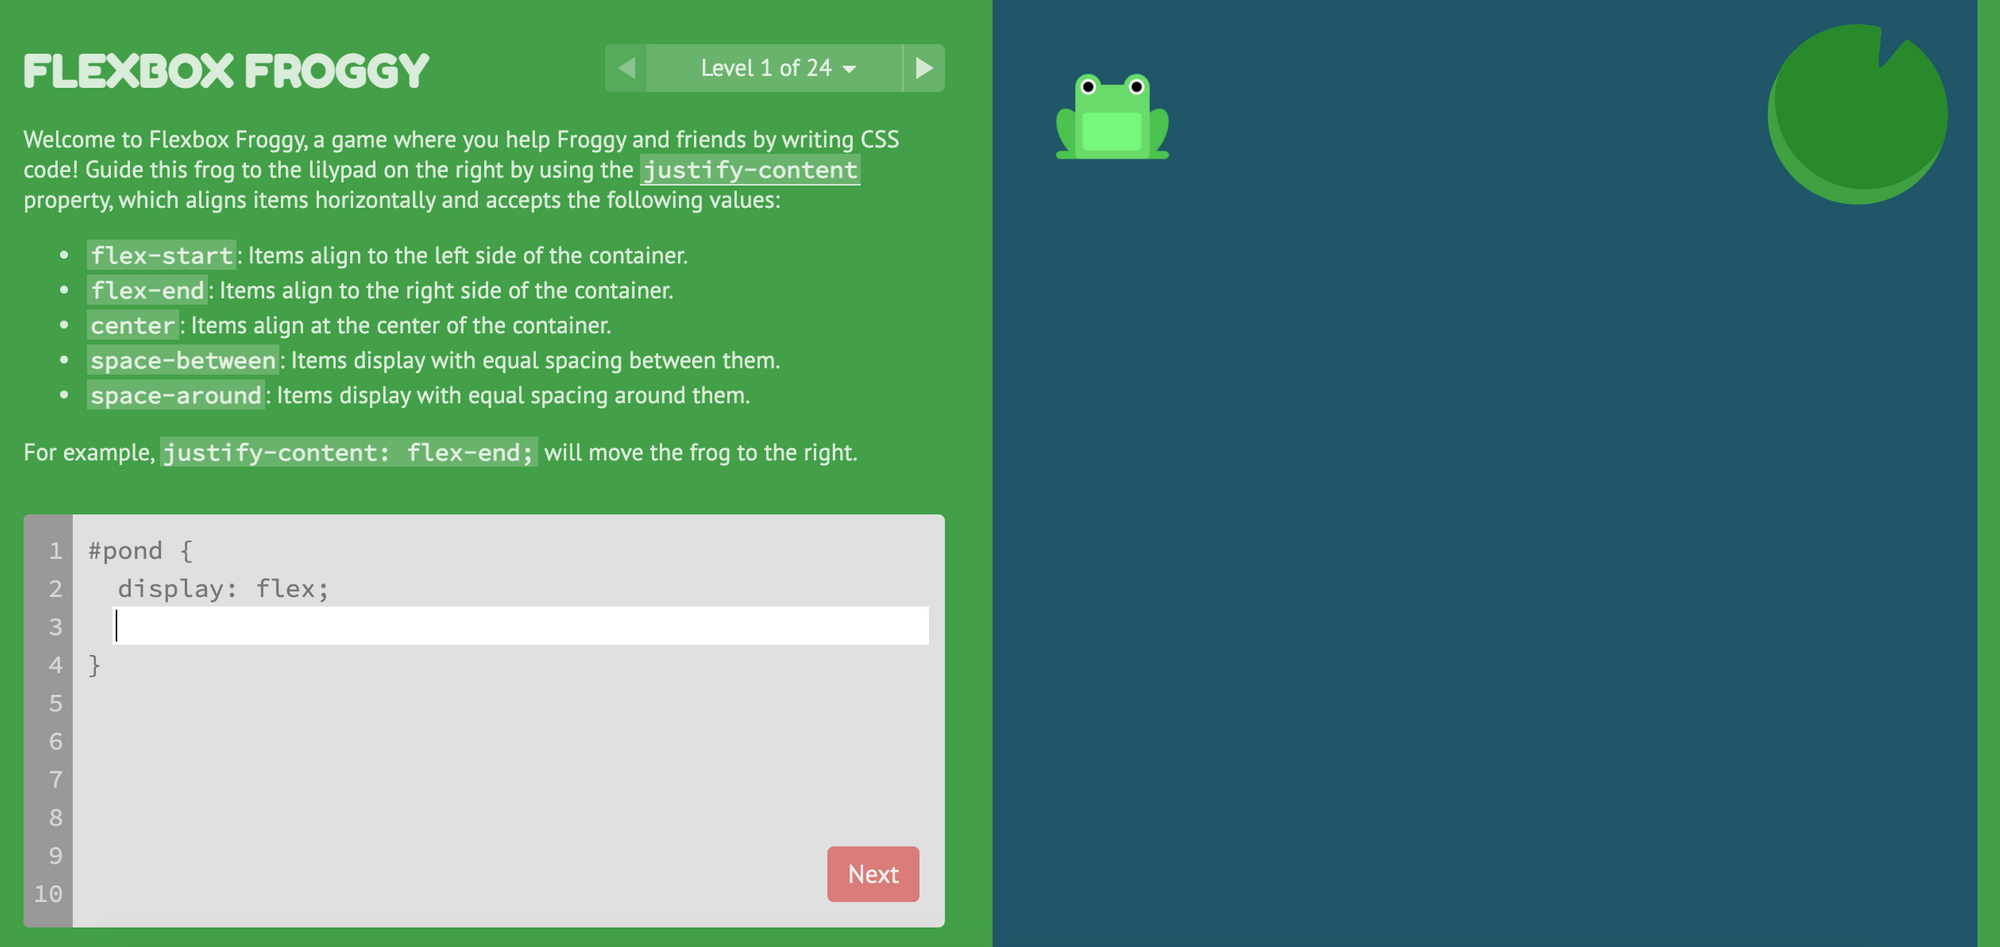 FLEXBOX FROGGY
Level 1 of 24
Welcome to Flexbox Froggy, a game where you help Froggy and friends by writing CSS
code! Guide this frog to the lilypad on the right by using the justify-content
property, which aligns items horizontally and accepts the following values:
• flex-start: Items align to the left side of the container.
• flex-end: Items align to the right side of the container.
• center: Items align at the center of the container.
• space-between: Items display with equal spacing between them.
• space-around: Items display with equal spacing around them.
For example, justify-content: flex-end; will move the frog to the right.
1 #pond {
2 display: flex;
3
4 }
5
6
7
8
9
Next
10